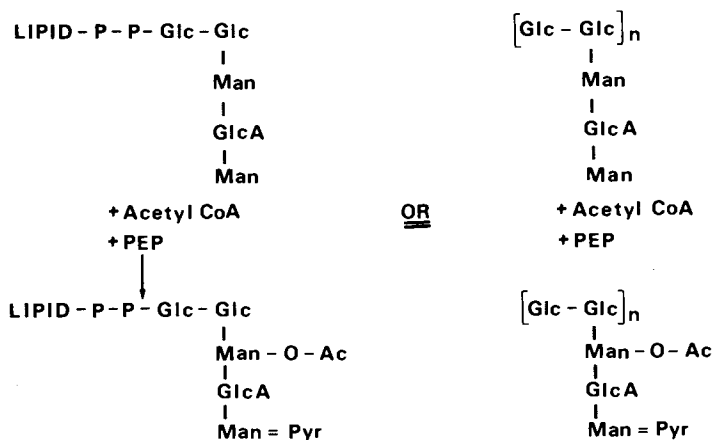 LIPID - P - P - Glc - Glc
Man
GlcA
Man
+ Acetyl CoA
+ PEP
OR
[Glc - Glc]n
Man
GlcA
Man
+ Acetyl CoA
+ PEP
LIPID - P - P - Glc - Glc
Man - O - Ac
GlcA
Man = Pyr
[Glc - Glc]n
Man - O - Ac
GlcA
Man = Pyr